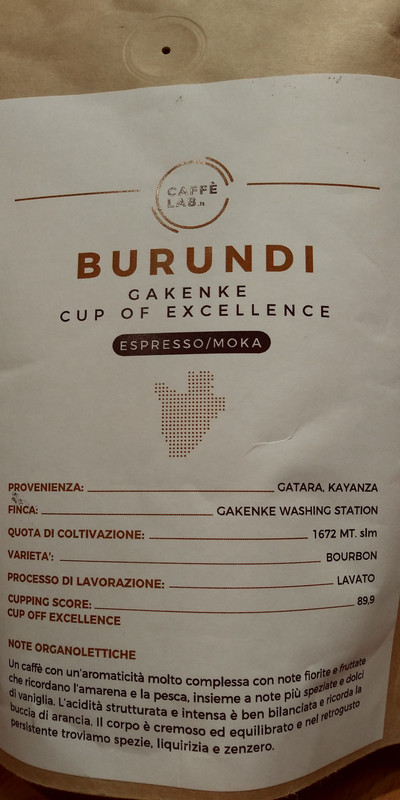 CAFFÈ
LAB.it
BURUNDI
GAKENKE
CUP OF EXCELLENCE
ESPRESSO/MOKA
PROVENIENZA: GATARA, KAYANZA
FINCA: GAKENKE WASHING STATION
QUOTA DI COLTIVAZIONE: 1672 MT. slm
VARIETA': BOURBON
PROCESSO DI LAVORAZIONE: LAVATO
CUPPING SCORE: 89,9
CUP OFF EXCELLENCE
NOTE ORGANOLETTICHE
Un caffè con un'aromaticità molto complessa con note fiorite e fruttate
che ricordano l'amarena e la pesca, insieme a note più speziate e dolci
di vaniglia. L'acidità strutturata e intensa è ben bilanciata e ricorda la
buccia di arancia. Il corpo è cremoso ed equilibrato e nel retrogusto
persistente troviamo spezie, liquirizia e zenzero.